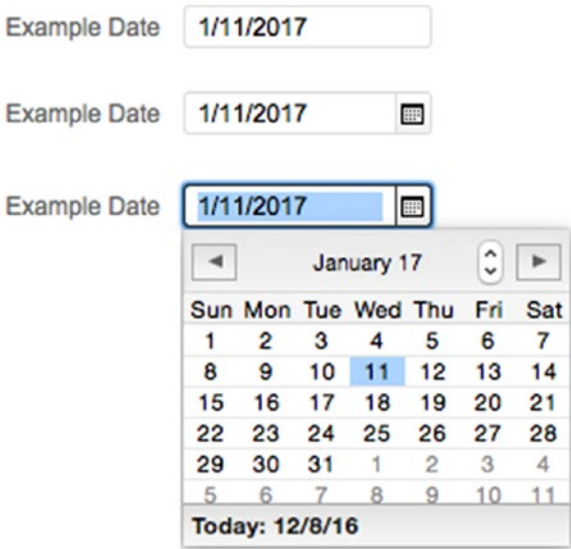 Example Date 1/11/2017
Example Date 1/11/2017
Example Date 1/11/2017
January 17
Sun Mon Tue Wed Thu Fri Sat
1 2 3 4 5 6 7
8 9 10 11 12 13 14
15 16 17 18 19 20 21
22 23 24 25 26 27 28
29 30 31 1 2 3 4
5 6 7 8 9 10 11
Today: 12/8/16